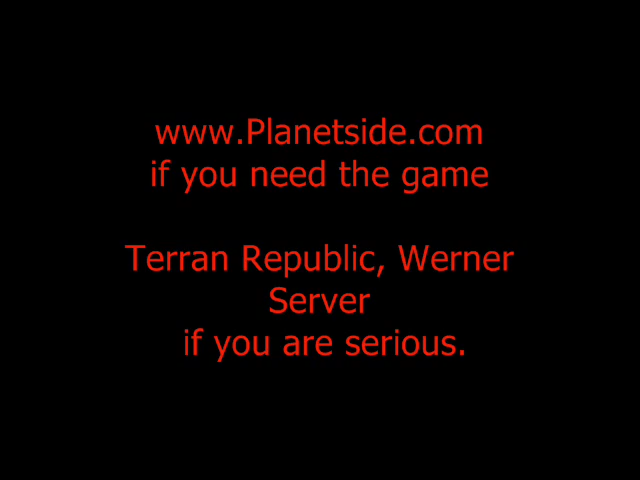 www.Planetside.com
if you need the game
Terran Republic, Werner
Server
if you are serious.